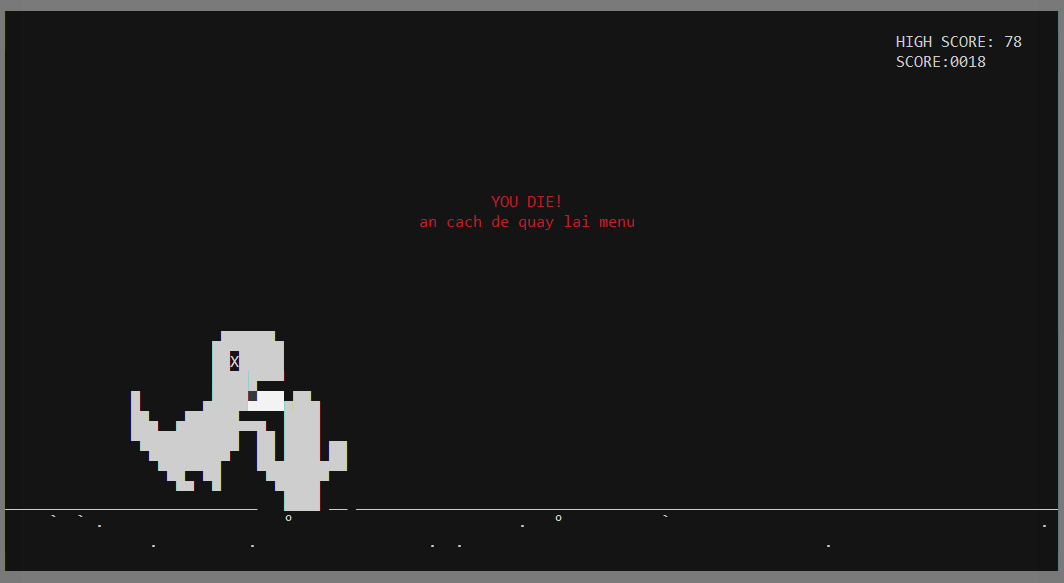 HIGH SCORE: 78
SCORE:0018
YOU DIE!
an cach de quay lai menu
X